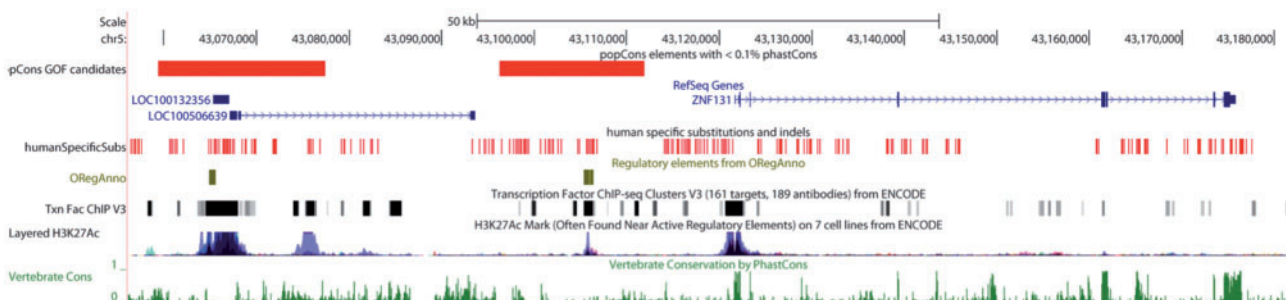 Scale 50 kb
chr5: 43,070,000 43,080,000 43,090,000 43,100,000 43,110,000 43,120,000 43,130,000 43,140,000 43,150,000 43,160,000 43,170,000 43,180,000
popCons elements with < 0.1% phastCons
pCons GOF candidates
RefSeq Genes
LOC100132356 ZNF131
LOC100506639
human specific substitutions and indels
humanSpecificSubs
Regulatory elements from ORegAnno
ORegAnno
Transcription Factor ChIP-seq Clusters V3 (161 targets, 189 antibodies) from ENCODE
Txn Fac ChIP V3
H3K27Ac Mark (Often Found Near Active Regulatory Elements) on 7 cell lines from ENCODE
Layered H3K27Ac
Vertebrate Conservation by PhastCons
1 _
Vertebrate Cons
0